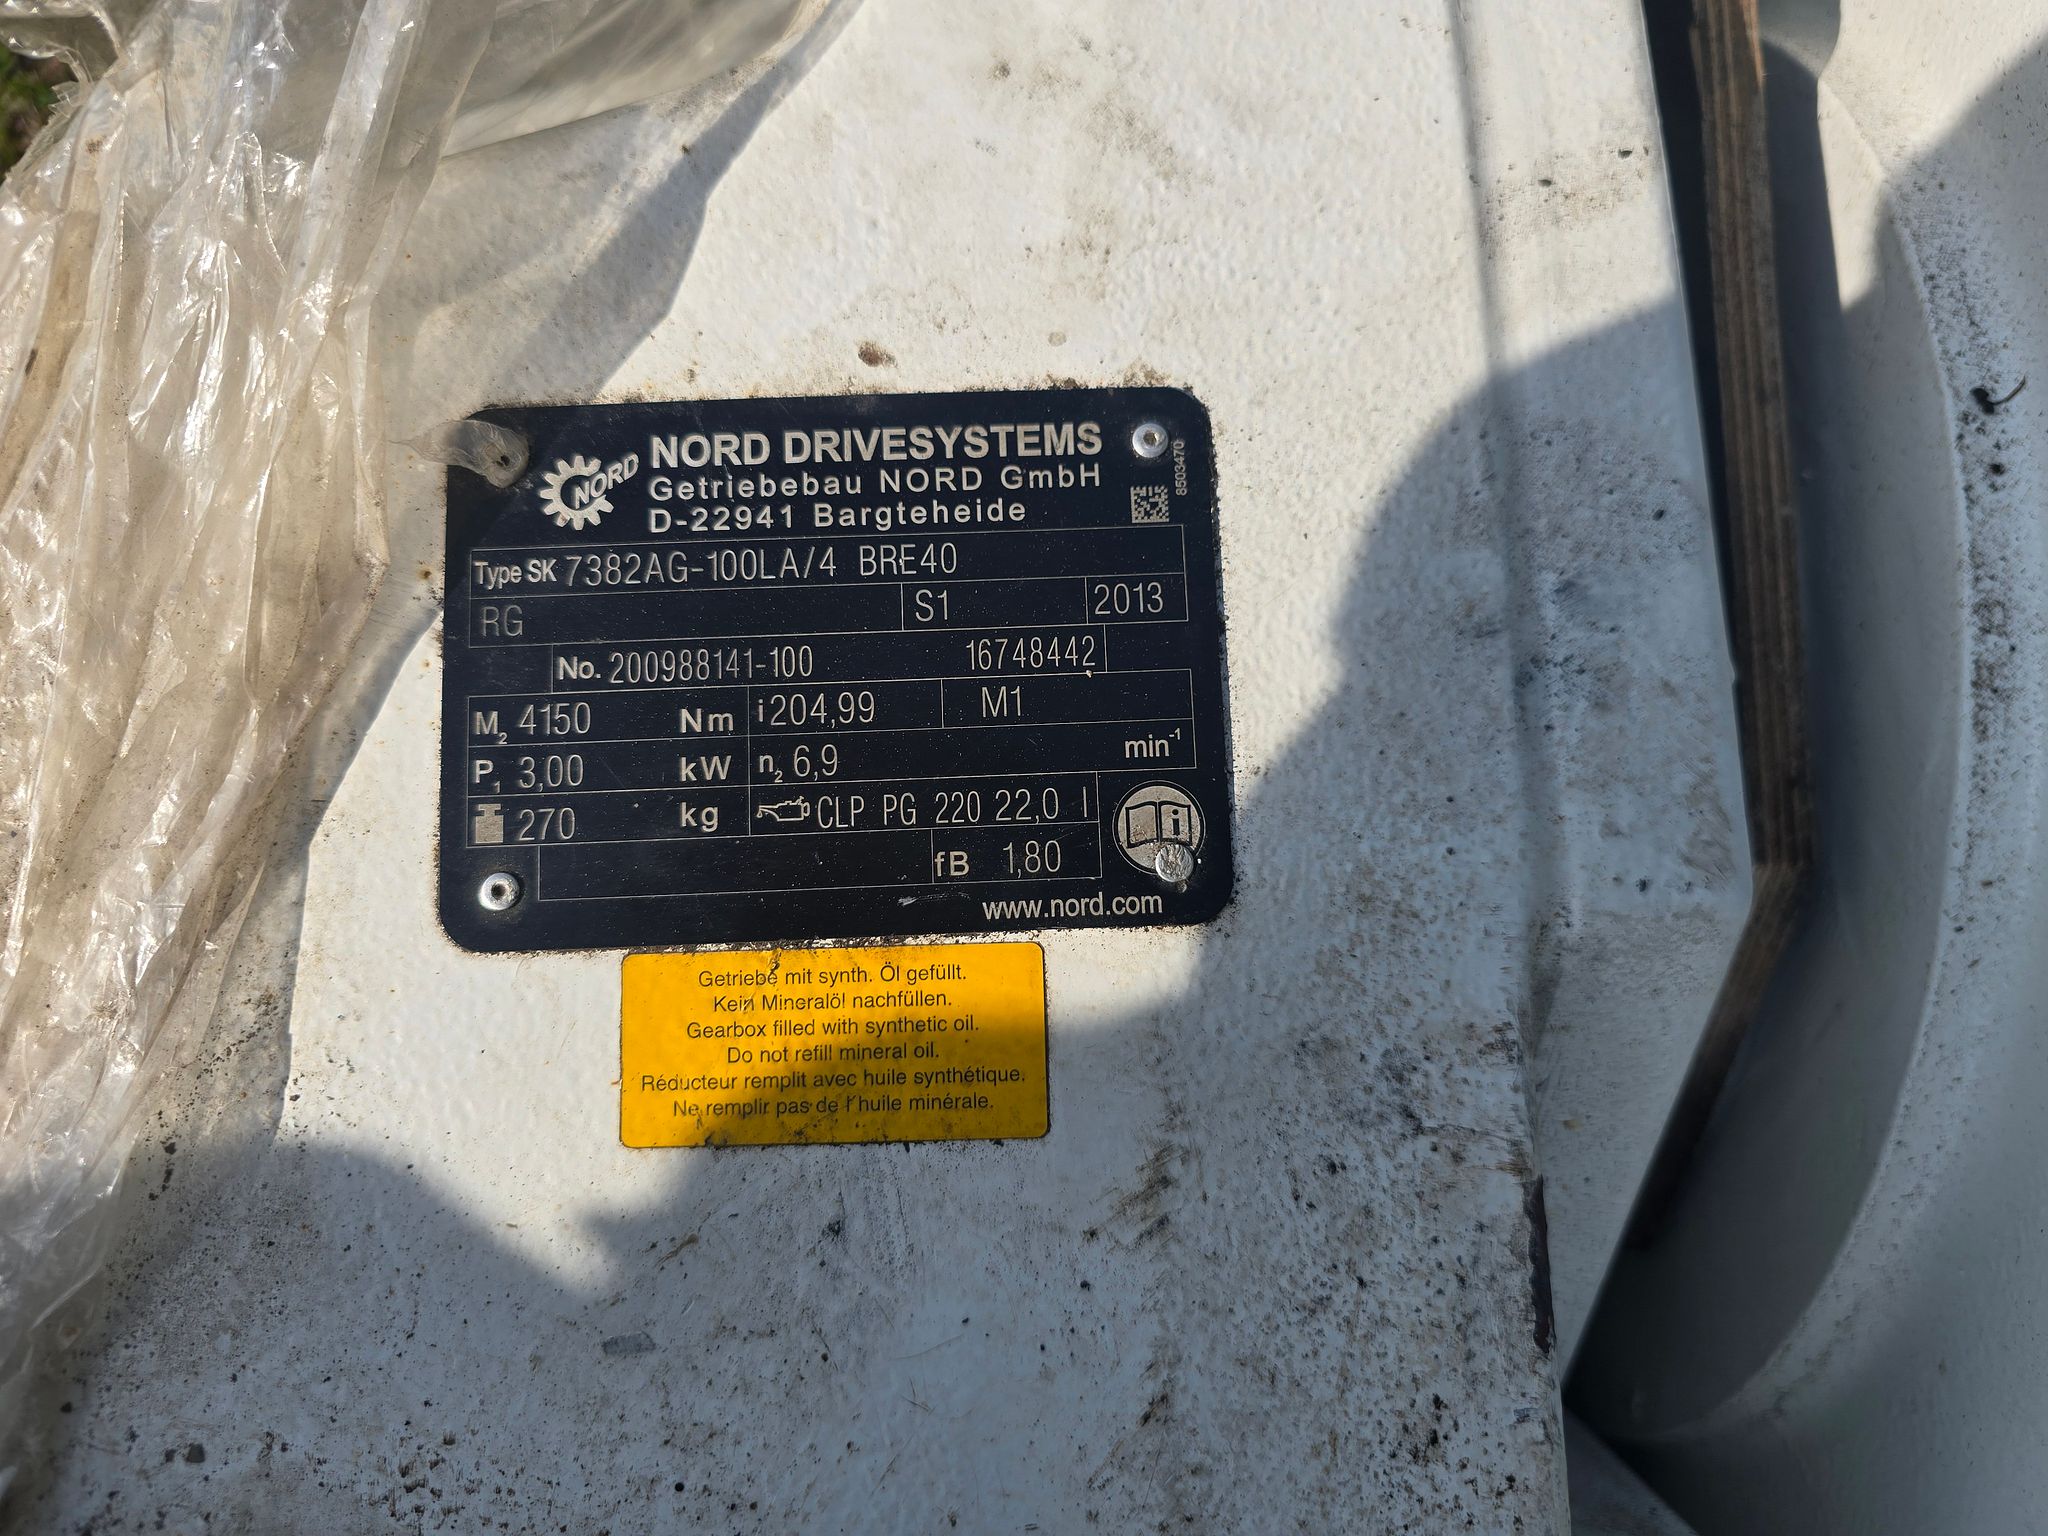 NORD
NORD DRIVESYSTEMS
Getriebebau NORD GmbH
D-22941 Bargteheide
8503470
Type SK 7382AG-100LA/4 BRE40
RG S1 2013
No. 200988141-100 16748442
M2 4150 Nm i 204,99 M1
P1 3,00 kW n2 6,9 min-1
270 kg CLP PG 220 22,0 l
fB 1,80
i
www.nord.com
Getriebe mit synth. Öl gefüllt.
Kein Mineralöl nachfüllen.
Gearbox filled with synthetic oil.
Do not refill mineral oil.
Réducteur remplit avec huile synthétique.
Ne remplir pas de l'huile minérale.